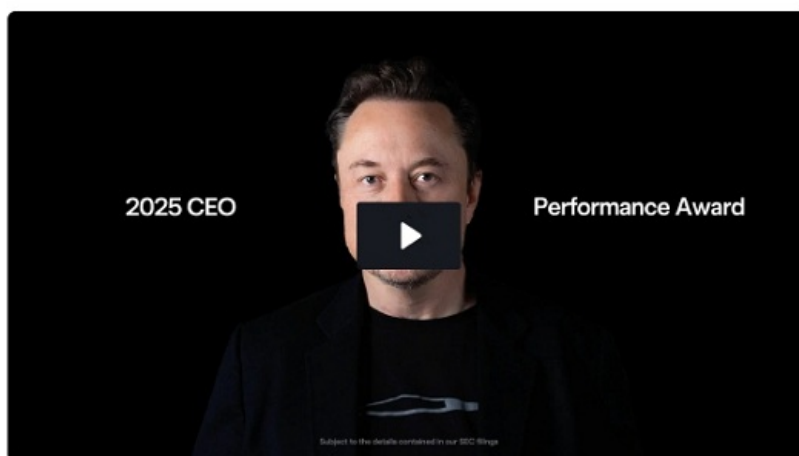 2025 CEO
Performance Award
Subject to the details contained in our SEC filings